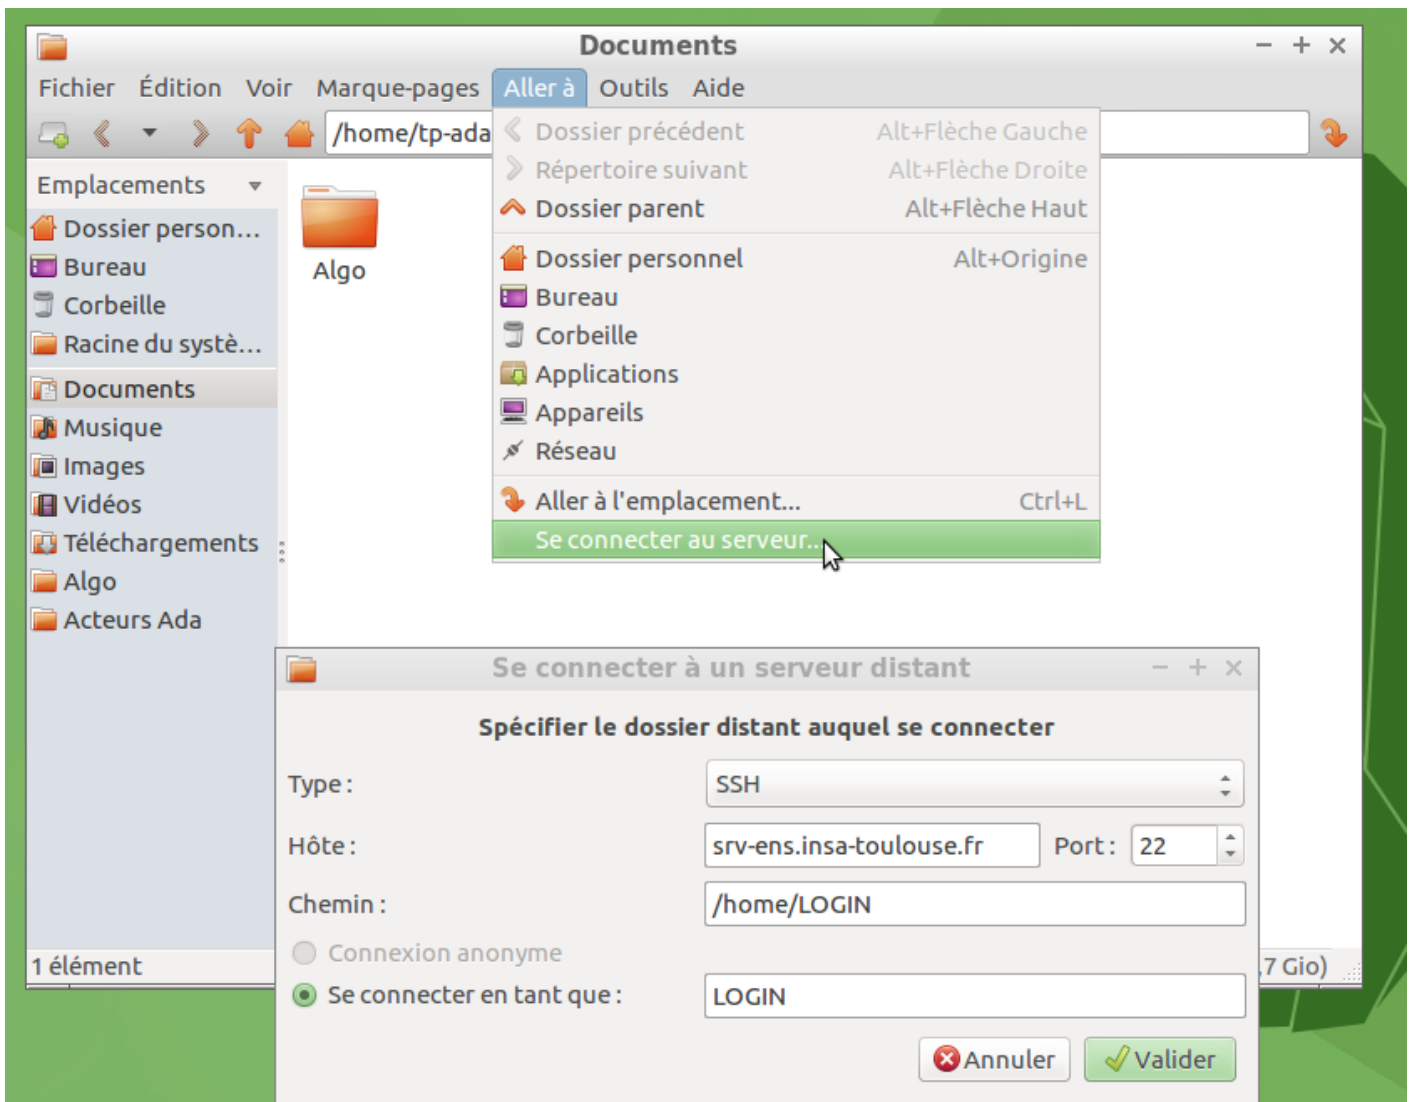 Documents
Fichier Édition Voir Marque-pages Aller à Outils Aide
/home/tp-ada
Emplacements
Dossier person...
Bureau
Corbeille
Racine du systè...
Documents
Musique
Images
Vidéos
Téléchargements
Algo
Acteurs Ada
Algo
Dossier précédent Alt+Flèche Gauche
Répertoire suivant Alt+Flèche Droite
Dossier parent Alt+Flèche Haut
Dossier personnel Alt+Origine
Bureau
Corbeille
Applications
Appareils
Réseau
Aller à l'emplacement... Ctrl+L
Se connecter au serveur...
1 élément
,7 Gio)
Se connecter à un serveur distant
Spécifier le dossier distant auquel se connecter
Type : SSH
Hôte : srv-ens.insa-toulouse.fr Port : 22
Chemin : /home/LOGIN
Connexion anonyme
Se connecter en tant que : LOGIN
Annuler Valider